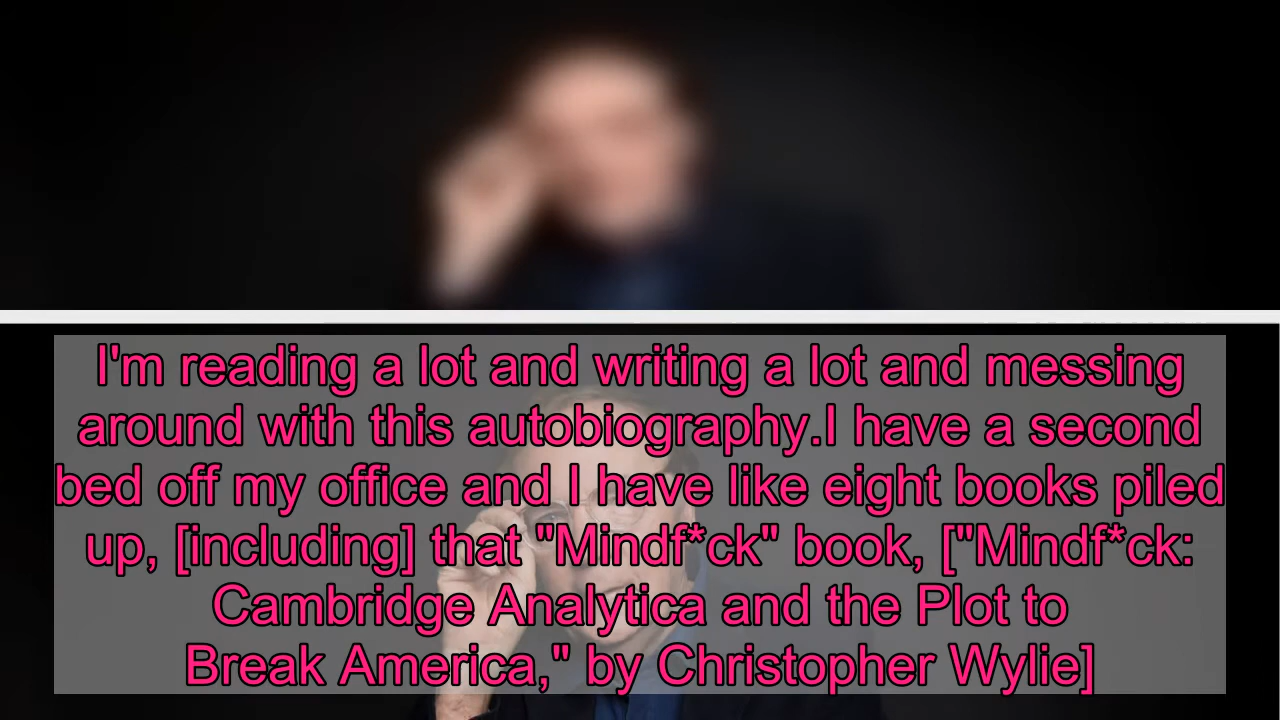 I'm reading a lot and writing a lot and messing
around with this autobiography.I have a second
bed off my office and I have like eight books piled
up, [including] that "Mindf*ck" book, ["Mindf*ck:
Cambridge Analytica and the Plot to
Break America," by Christopher Wylie]